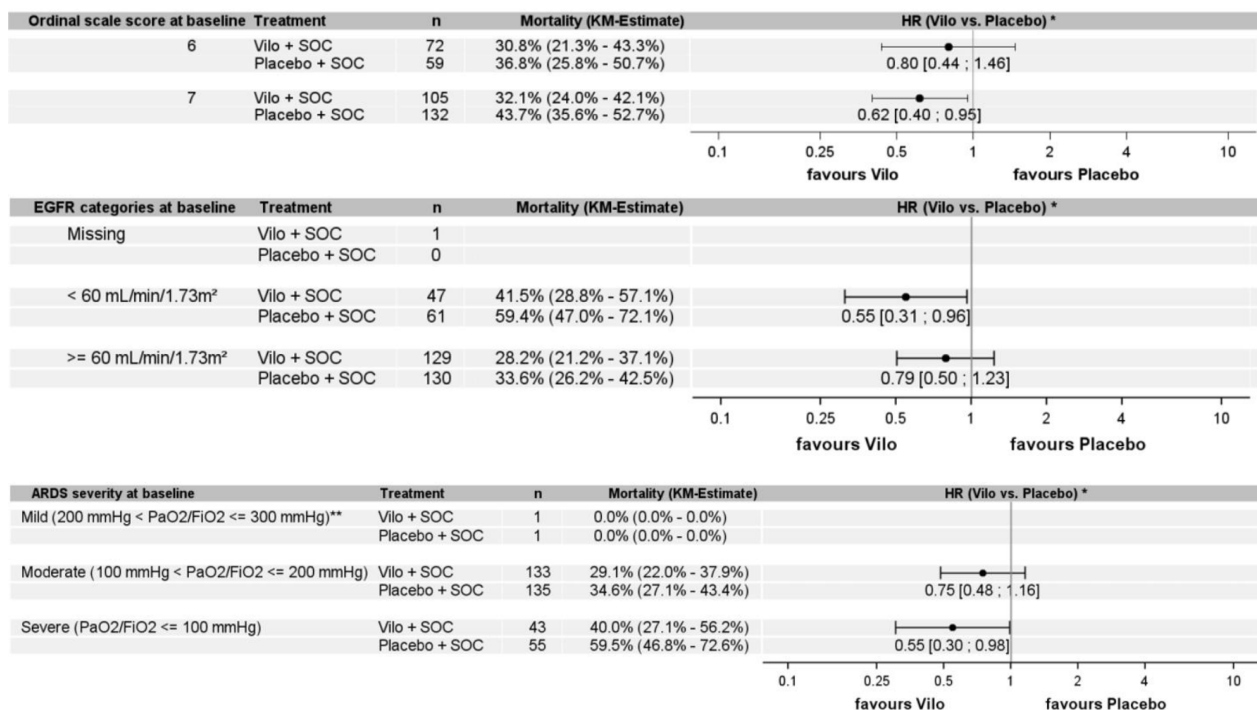 Ordinal scale score at baseline Treatment n Mortality (KM-Estimate) HR (Vilo vs. Placebo) *
6 Vilo + SOC 72 30.8% (21.3% - 43.3%)
Placebo + SOC 59 36.8% (25.8% - 50.7%) 0.80 [0.44 ; 1.46]
7 Vilo + SOC 105 32.1% (24.0% - 42.1%)
Placebo + SOC 132 43.7% (35.6% - 52.7%) 0.62 [0.40 ; 0.95]
0.1 0.25 0.5 1 2 4 10
favours Vilo favours Placebo
EGFR categories at baseline Treatment n Mortality (KM-Estimate) HR (Vilo vs. Placebo) *
Missing Vilo + SOC 1
Placebo + SOC 0
< 60 mL/min/1.73m² Vilo + SOC 47 41.5% (28.8% - 57.1%)
Placebo + SOC 61 59.4% (47.0% - 72.1%) 0.55 [0.31 ; 0.96]
>= 60 mL/min/1.73m² Vilo + SOC 129 28.2% (21.2% - 37.1%)
Placebo + SOC 130 33.6% (26.2% - 42.5%) 0.79 [0.50 ; 1.23]
0.1 0.25 0.5 1 2 4 10
favours Vilo favours Placebo
ARDS severity at baseline Treatment n Mortality (KM-Estimate) HR (Vilo vs. Placebo) *
Mild (200 mmHg < PaO2/FiO2 <= 300 mmHg)** Vilo + SOC 1 0.0% (0.0% - 0.0%)
Placebo + SOC 1 0.0% (0.0% - 0.0%)
Moderate (100 mmHg < PaO2/FiO2 <= 200 mmHg) Vilo + SOC 133 29.1% (22.0% - 37.9%)
Placebo + SOC 135 34.6% (27.1% - 43.4%) 0.75 [0.48 ; 1.16]
Severe (PaO2/FiO2 <= 100 mmHg) Vilo + SOC 43 40.0% (27.1% - 56.2%)
Placebo + SOC 55 59.5% (46.8% - 72.6%) 0.55 [0.30 ; 0.98]
0.1 0.25 0.5 1 2 4 10
favours Vilo favours Placebo